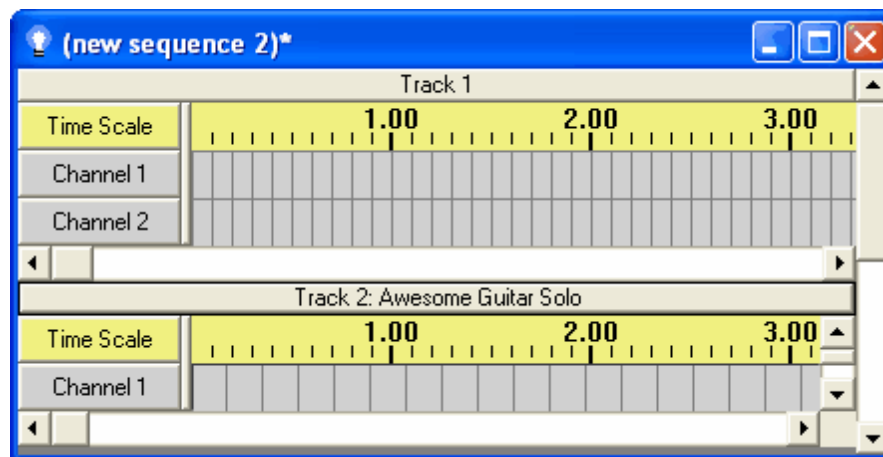 (new sequence 2)*
Track 1
Time Scale 1.00 2.00 3.00
Channel 1
Channel 2
Track 2: Awesome Guitar Solo
Time Scale 1.00 2.00 3.00
Channel 1